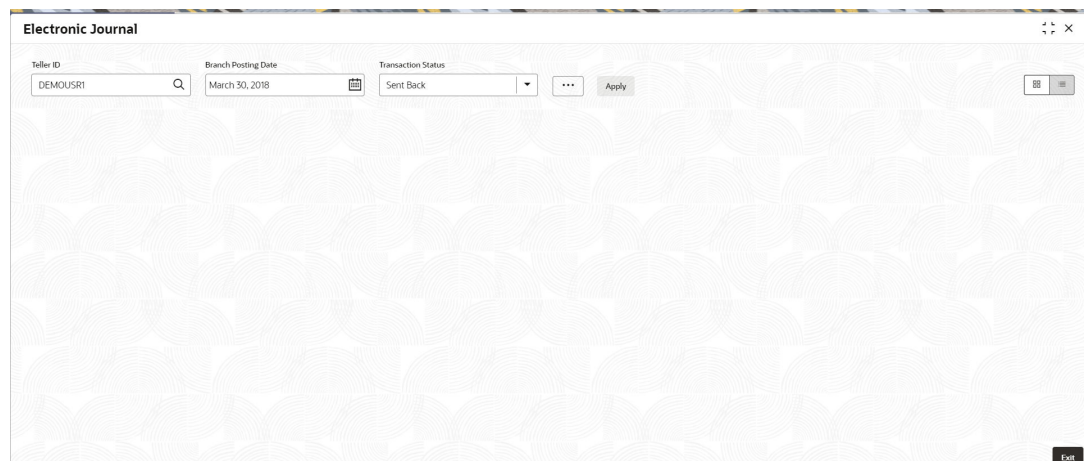 Electronic Journal
Teller ID
Branch Posting Date
Transaction Status
DEMOUSR1
March 30, 2018
Sent Back
...
Apply
Exit